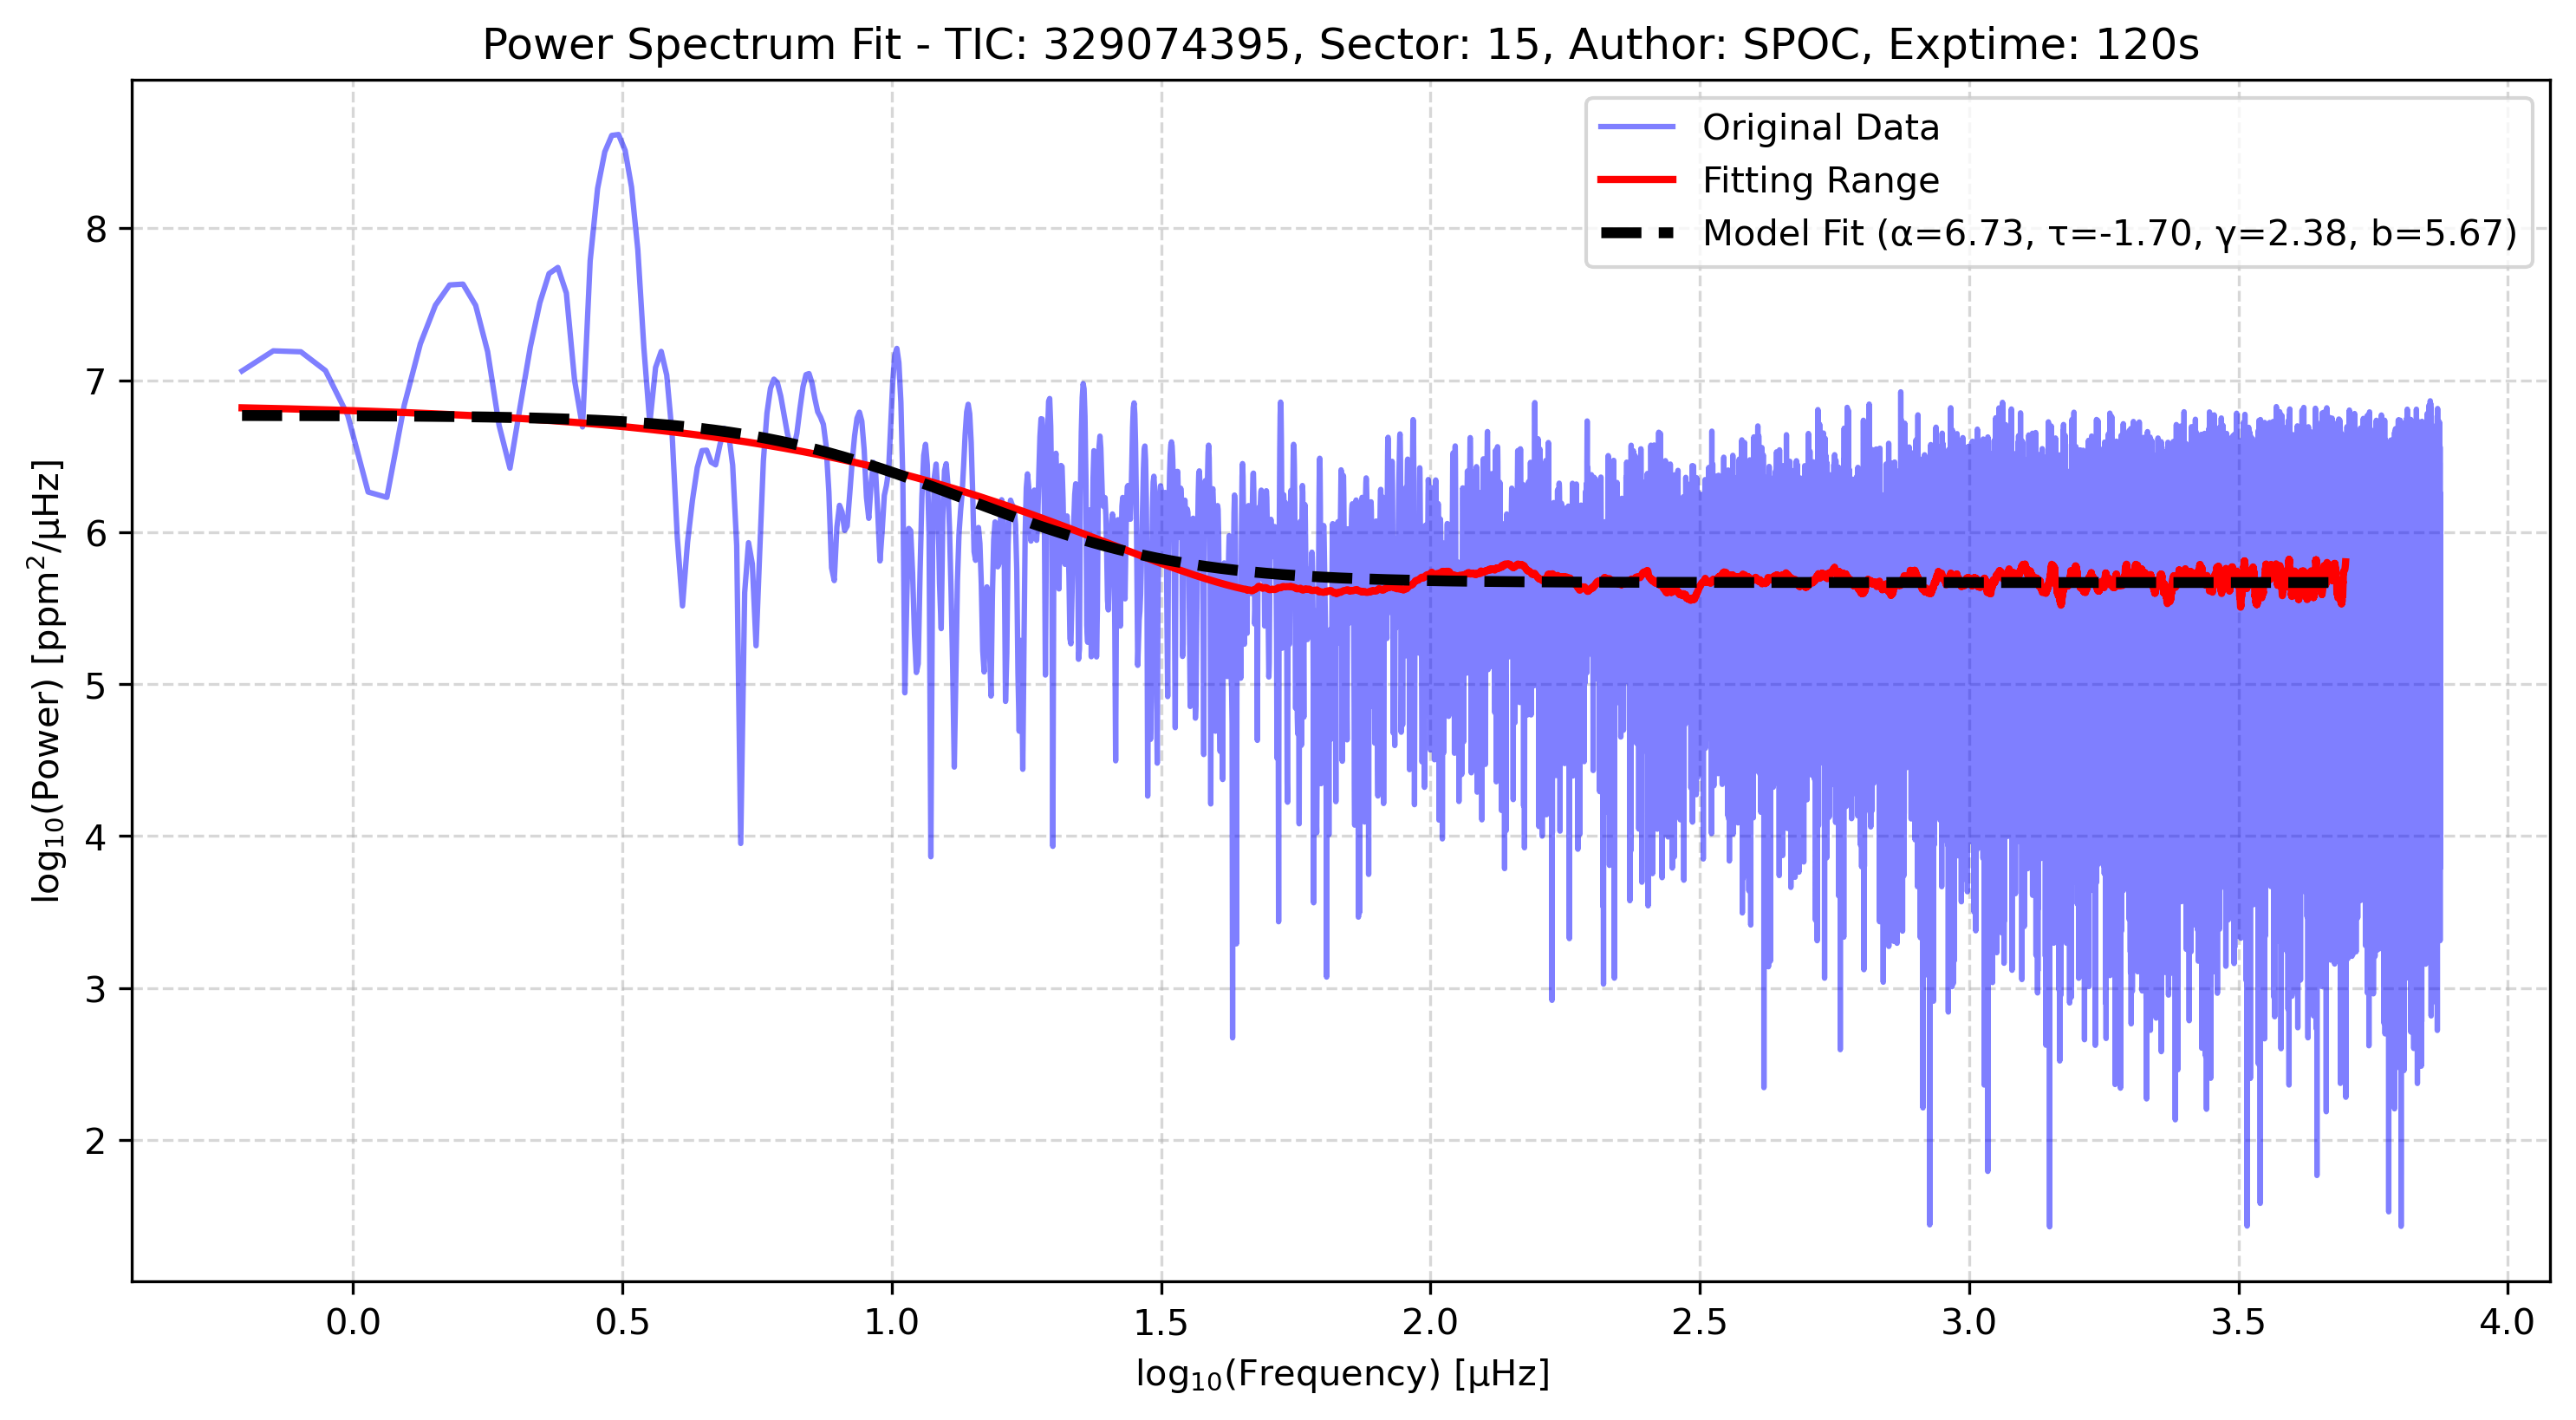 Power Spectrum Fit - TIC: 329074395, Sector: 15, Author: SPOC, Exptime: 120s
Original Data
Fitting Range
Model Fit (α=6.73, τ=-1.70, γ=2.38, b=5.67)
log₁₀(Power) [ppm²/μHz]
8
7
6
5
4
3
2
0.0 0.5 1.0 1.5 2.0 2.5 3.0 3.5 4.0
log₁₀(Frequency) [μHz]